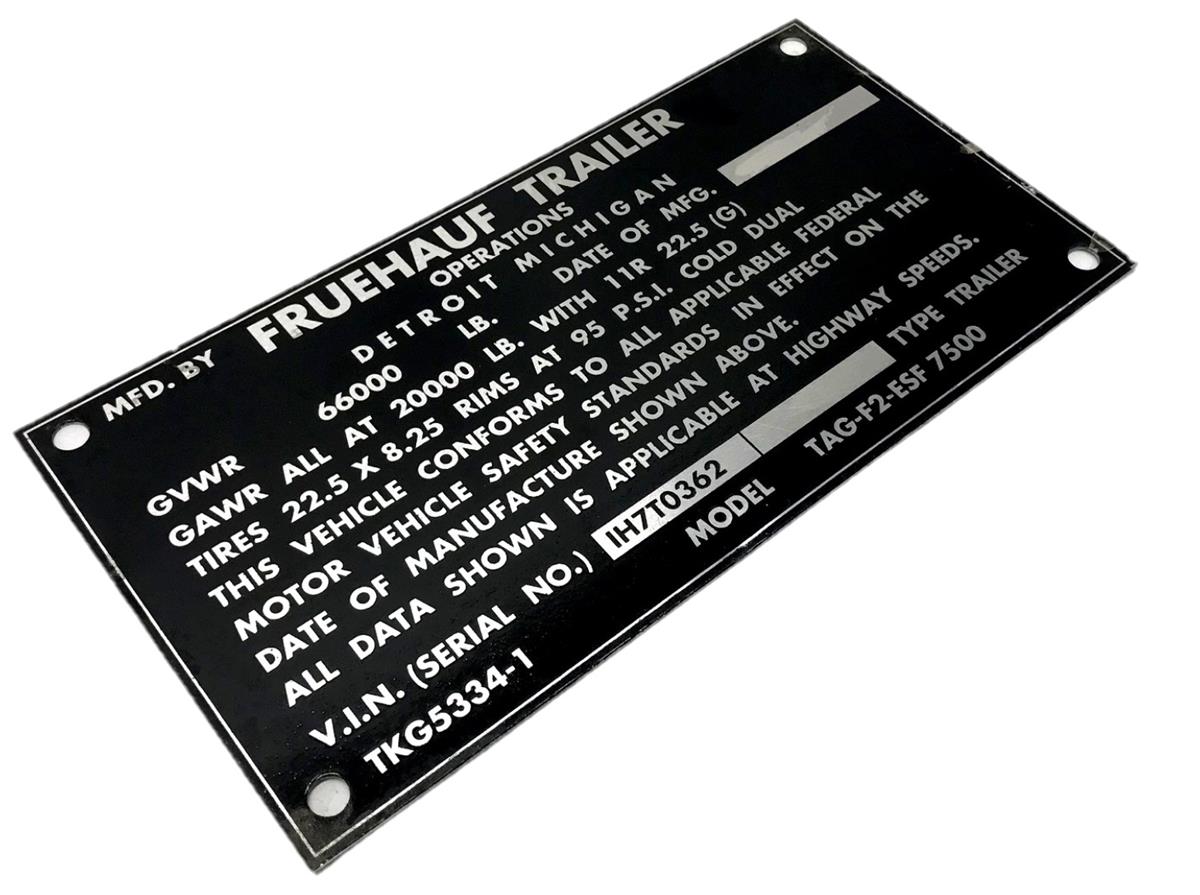 MFD. BY FRUEHAUF TRAILER
OPERATIONS
DETROIT MICHIGAN
GVWR 66000 LB. DATE OF MFG.
GAWR ALL AT 20000 LB. WITH 11R 22.5 (G)
TIRES 22.5 X 8.25 RIMS AT 95 P.S.I. COLD DUAL
THIS VEHICLE CONFORMS TO ALL APPLICABLE FEDERAL
MOTOR VEHICLE SAFETY STANDARDS IN EFFECT ON THE
DATE OF MANUFACTURE SHOWN ABOVE.
ALL DATA SHOWN IS APPLICABLE AT HIGHWAY SPEEDS.
V.I.N. (SERIAL NO.) IH7T0362 TYPE TRAILER
TKG5334-1 MODEL TAG-F2-ESF 7500